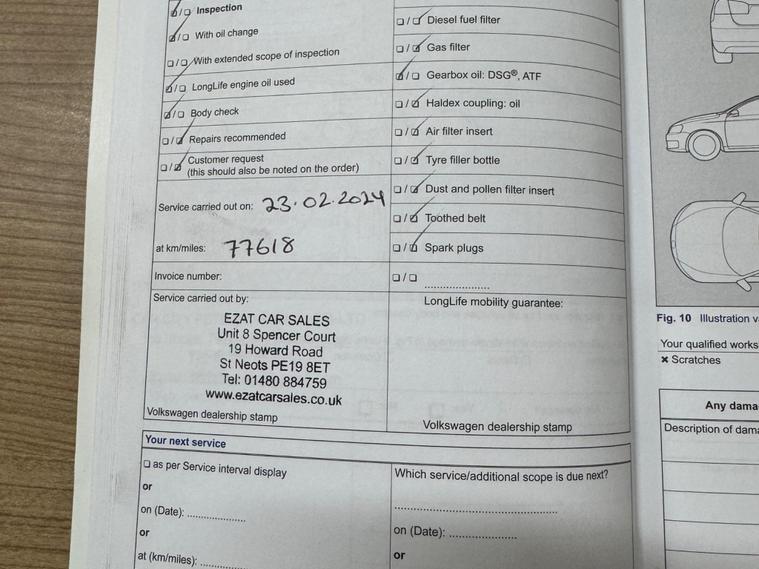 ☑/☐ Inspection
☑/☐ With oil change
☐/☑ With extended scope of inspection
☑/☐ LongLife engine oil used
☑/☐ Body check
☐/☑ Repairs recommended
☐/☑ Customer request
(this should also be noted on the order)
Service carried out on: 23.02.2024
at km/miles: 77618
Invoice number:
Service carried out by:
EZAT CAR SALES
Unit 8 Spencer Court
19 Howard Road
St Neots PE19 8ET
Tel: 01480 884759
www.ezatcarsales.co.uk
Volkswagen dealership stamp
☐/☑ Diesel fuel filter
☐/☑ Gas filter
☑/☐ Gearbox oil: DSG®, ATF
☐/☑ Haldex coupling: oil
☐/☑ Air filter insert
☐/☑ Tyre filler bottle
☐/☑ Dust and pollen filter insert
☐/☑ Toothed belt
☐/☑ Spark plugs
☐/☐ ....................
LongLife mobility guarantee:
Volkswagen dealership stamp
Your next service
☐ as per Service interval display
or
on (Date): ..................
or
at (km/miles): ..............
Which service/additional scope is due next?
..................................................
on (Date): .....................
or
Fig. 10 Illustration
Your qualified works
× Scratches
Any dama
Description of dam